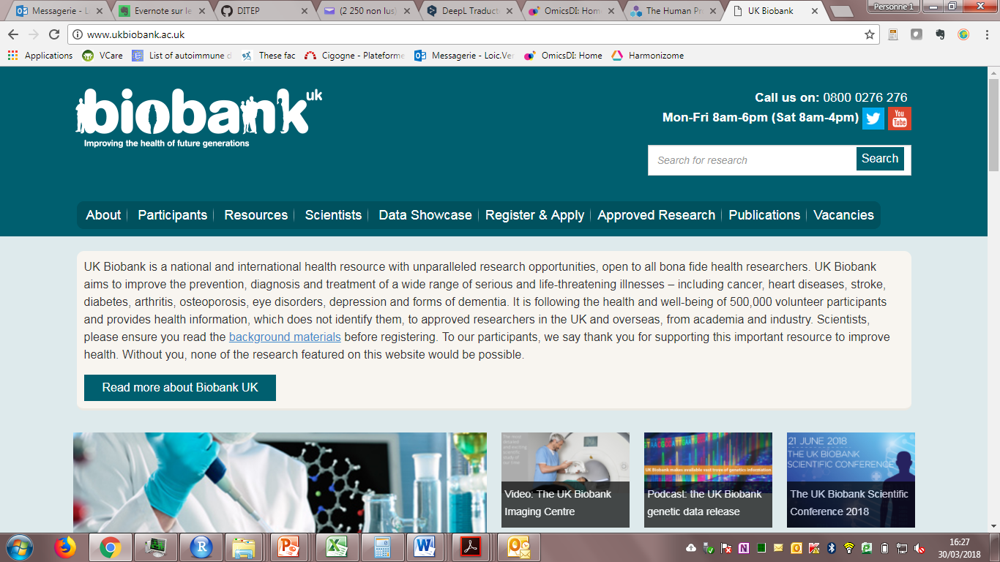 Messagerie - L
Evernote sur le
DITEP
(2 250 non lus)
DeepL Traduct
OmicsDI: Hom
The Human Pr
UK Biobank
Personne 1
www.ukbiobank.ac.uk
Applications
VCare
List of autoimmune d
These fac
Cigogne - Plateforme
Messagerie - Loic.Ver
OmicsDI: Home
Harmonizome
biobank uk
Improving the health of future generations
Call us on: 0800 0276 276
Mon-Fri 8am-6pm (Sat 8am-4pm)
You Tube
Search for research
Search
About
Participants
Resources
Scientists
Data Showcase
Register & Apply
Approved Research
Publications
Vacancies
UK Biobank is a national and international health resource with unparalleled research opportunities, open to all bona fide health researchers. UK Biobank
aims to improve the prevention, diagnosis and treatment of a wide range of serious and life-threatening illnesses – including cancer, heart diseases, stroke,
diabetes, arthritis, osteoporosis, eye disorders, depression and forms of dementia. It is following the health and well-being of 500,000 volunteer participants
and provides health information, which does not identify them, to approved researchers in the UK and overseas, from academia and industry. Scientists,
please ensure you read the background materials before registering. To our participants, we say thank you for supporting this important resource to improve
health. Without you, none of the research featured on this website would be possible.
Read more about Biobank UK
The most
detailed
and exciting
scientific
study of
our time
Video: The UK Biobank
Imaging Centre
UK Biobank makes available vast trove of genetics information
Podcast: the UK Biobank
genetic data release
21 JUNE 2018
THE UK BIOBANK
SCIENTIFIC CONFERENCE
The UK Biobank Scientific
Conference 2018
16:27
30/03/2018